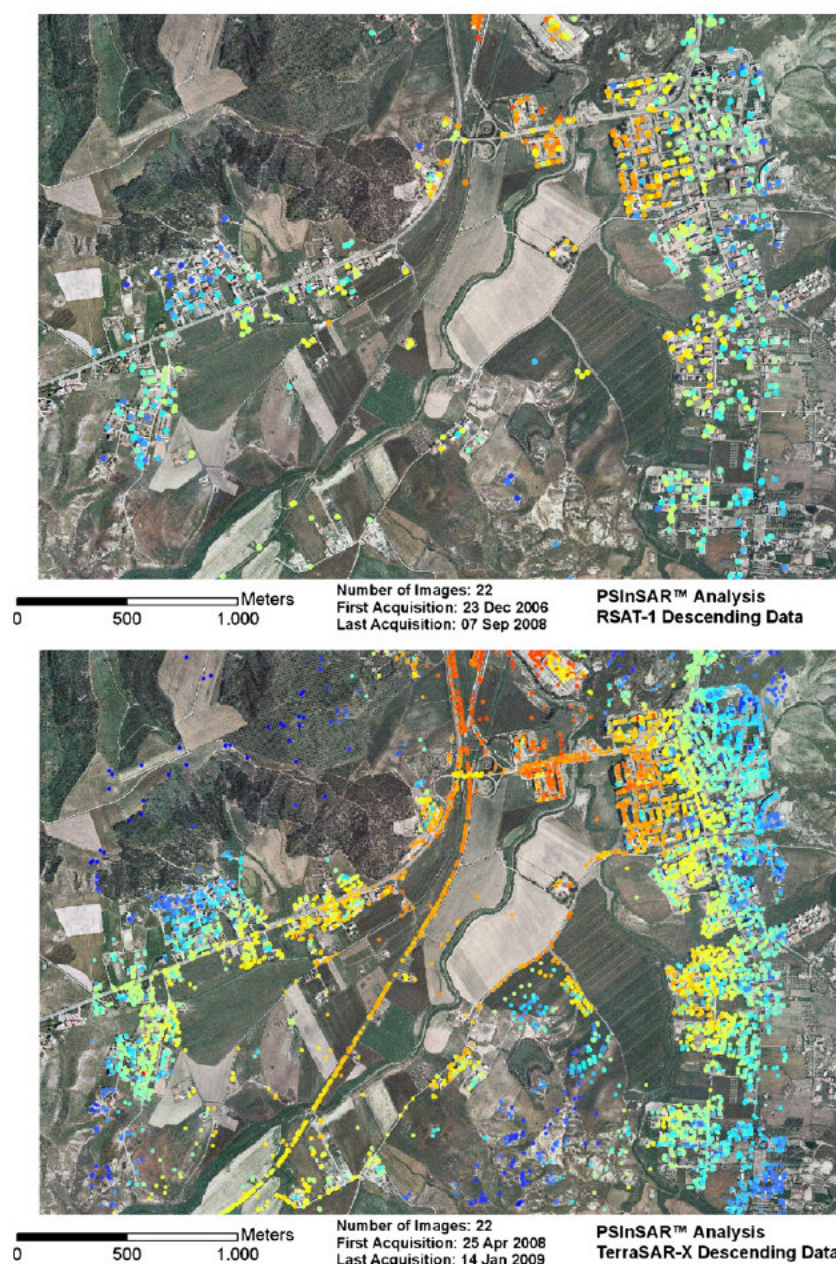 Meters
0 500 1.000
Number of Images: 22
First Acquisition: 23 Dec 2006
Last Acquisition: 07 Sep 2008
PSInSAR™ Analysis
RSAT-1 Descending Data
Meters
0 500 1.000
Number of Images: 22
First Acquisition: 25 Apr 2008
Last Acquisition: 14 Jan 2009
PSInSAR™ Analysis
TerraSAR-X Descending Data